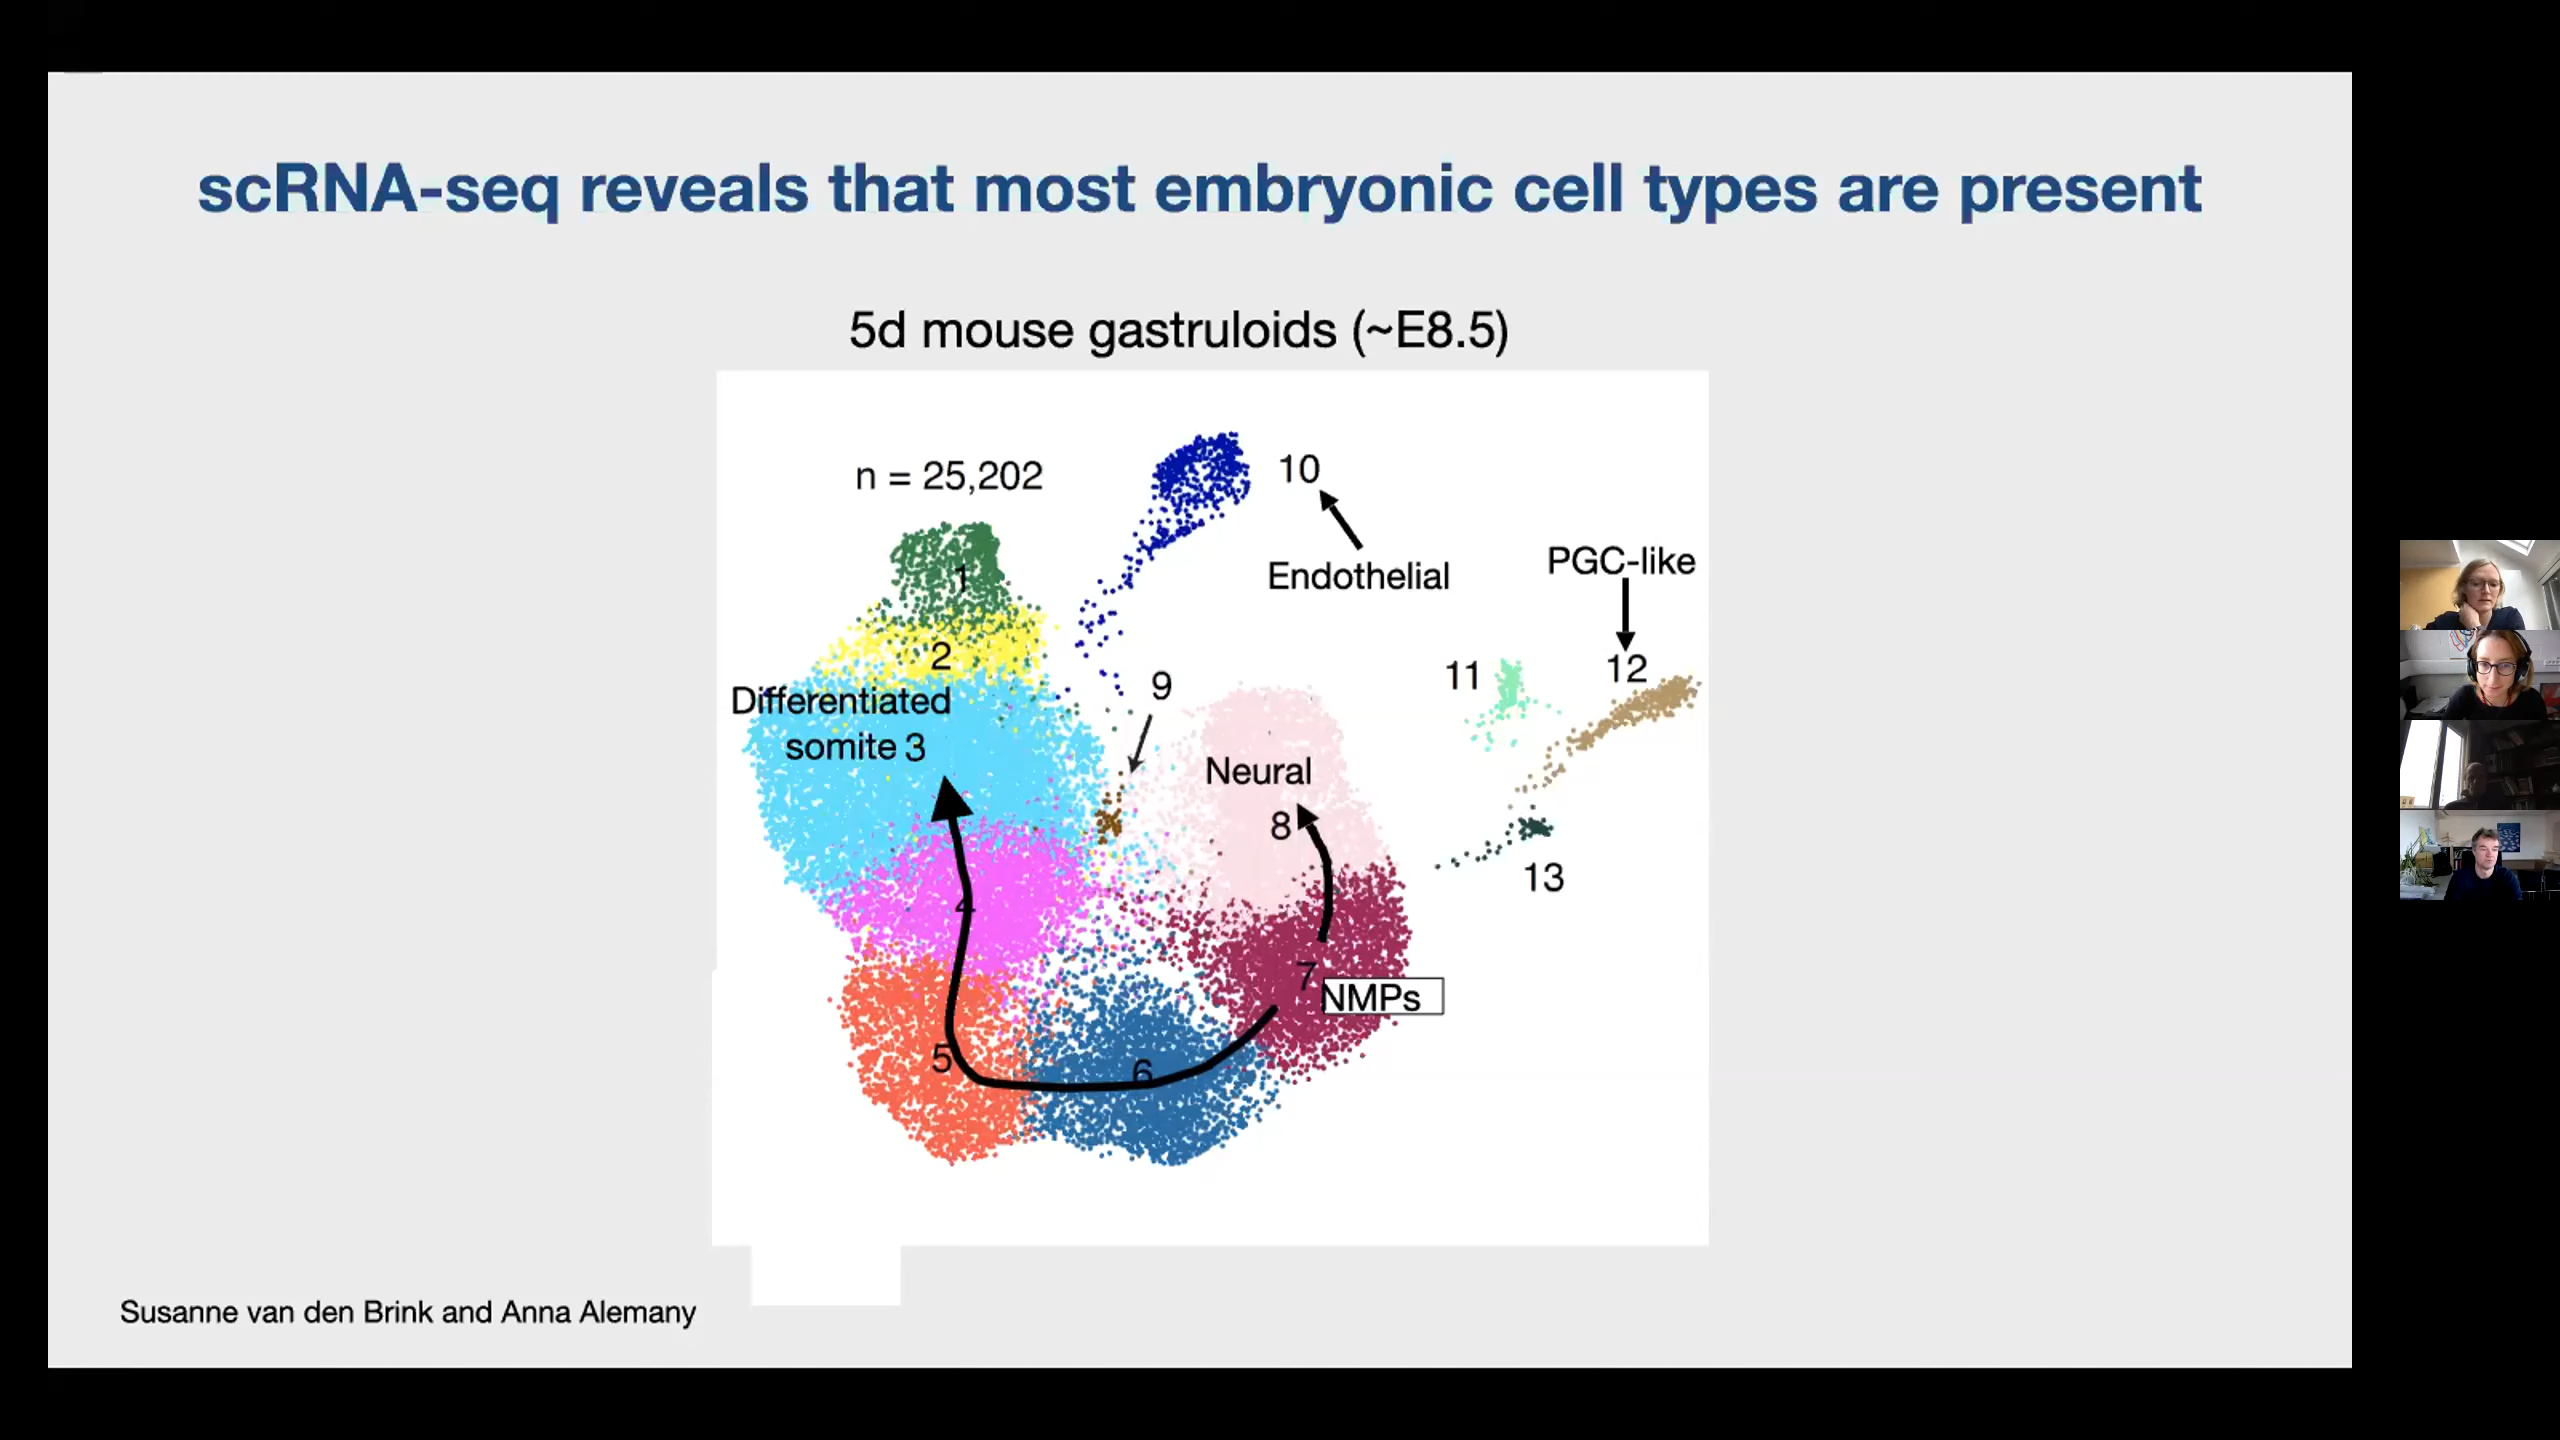 scRNA-seq reveals that most embryonic cell types are present
5d mouse gastruloids (~E8.5)
n = 25,202
10
Endothelial
PGC-like
1
2
9
11
12
Differentiated
somite 3
Neural
8
13
4
7
NMPs
5
6
Susanne van den Brink and Anna Alemany